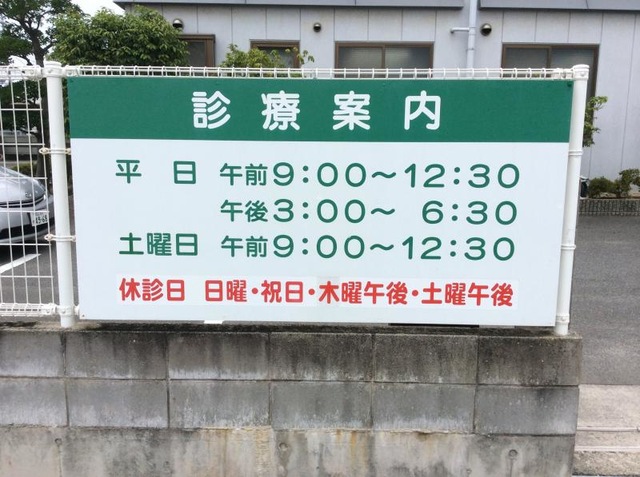 診療案内
平日 午前9:00～12:30
午後3:00～ 6:30
土曜日 午前9:00～12:30
休診日 日曜・祝日・木曜午後・土曜午後